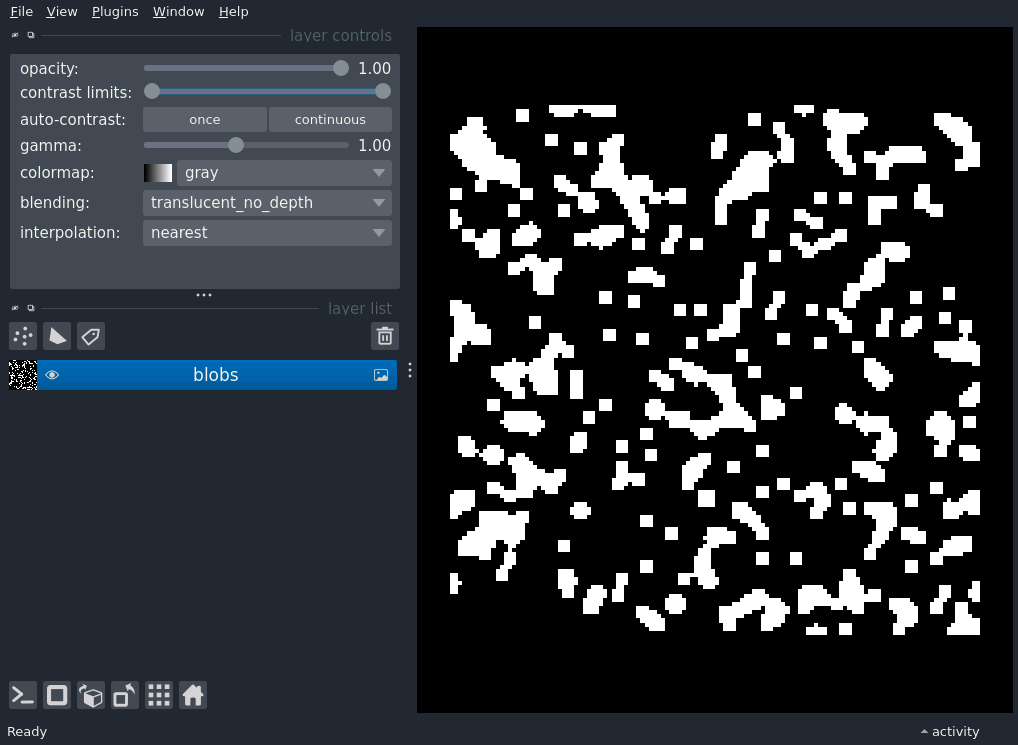 File View Plugins Window Help
layer controls
opacity: 1.00
contrast limits:
auto-contrast: once continuous
gamma: 1.00
colormap: gray
blending: translucent_no_depth
interpolation: nearest
layer list
blobs
Ready activity